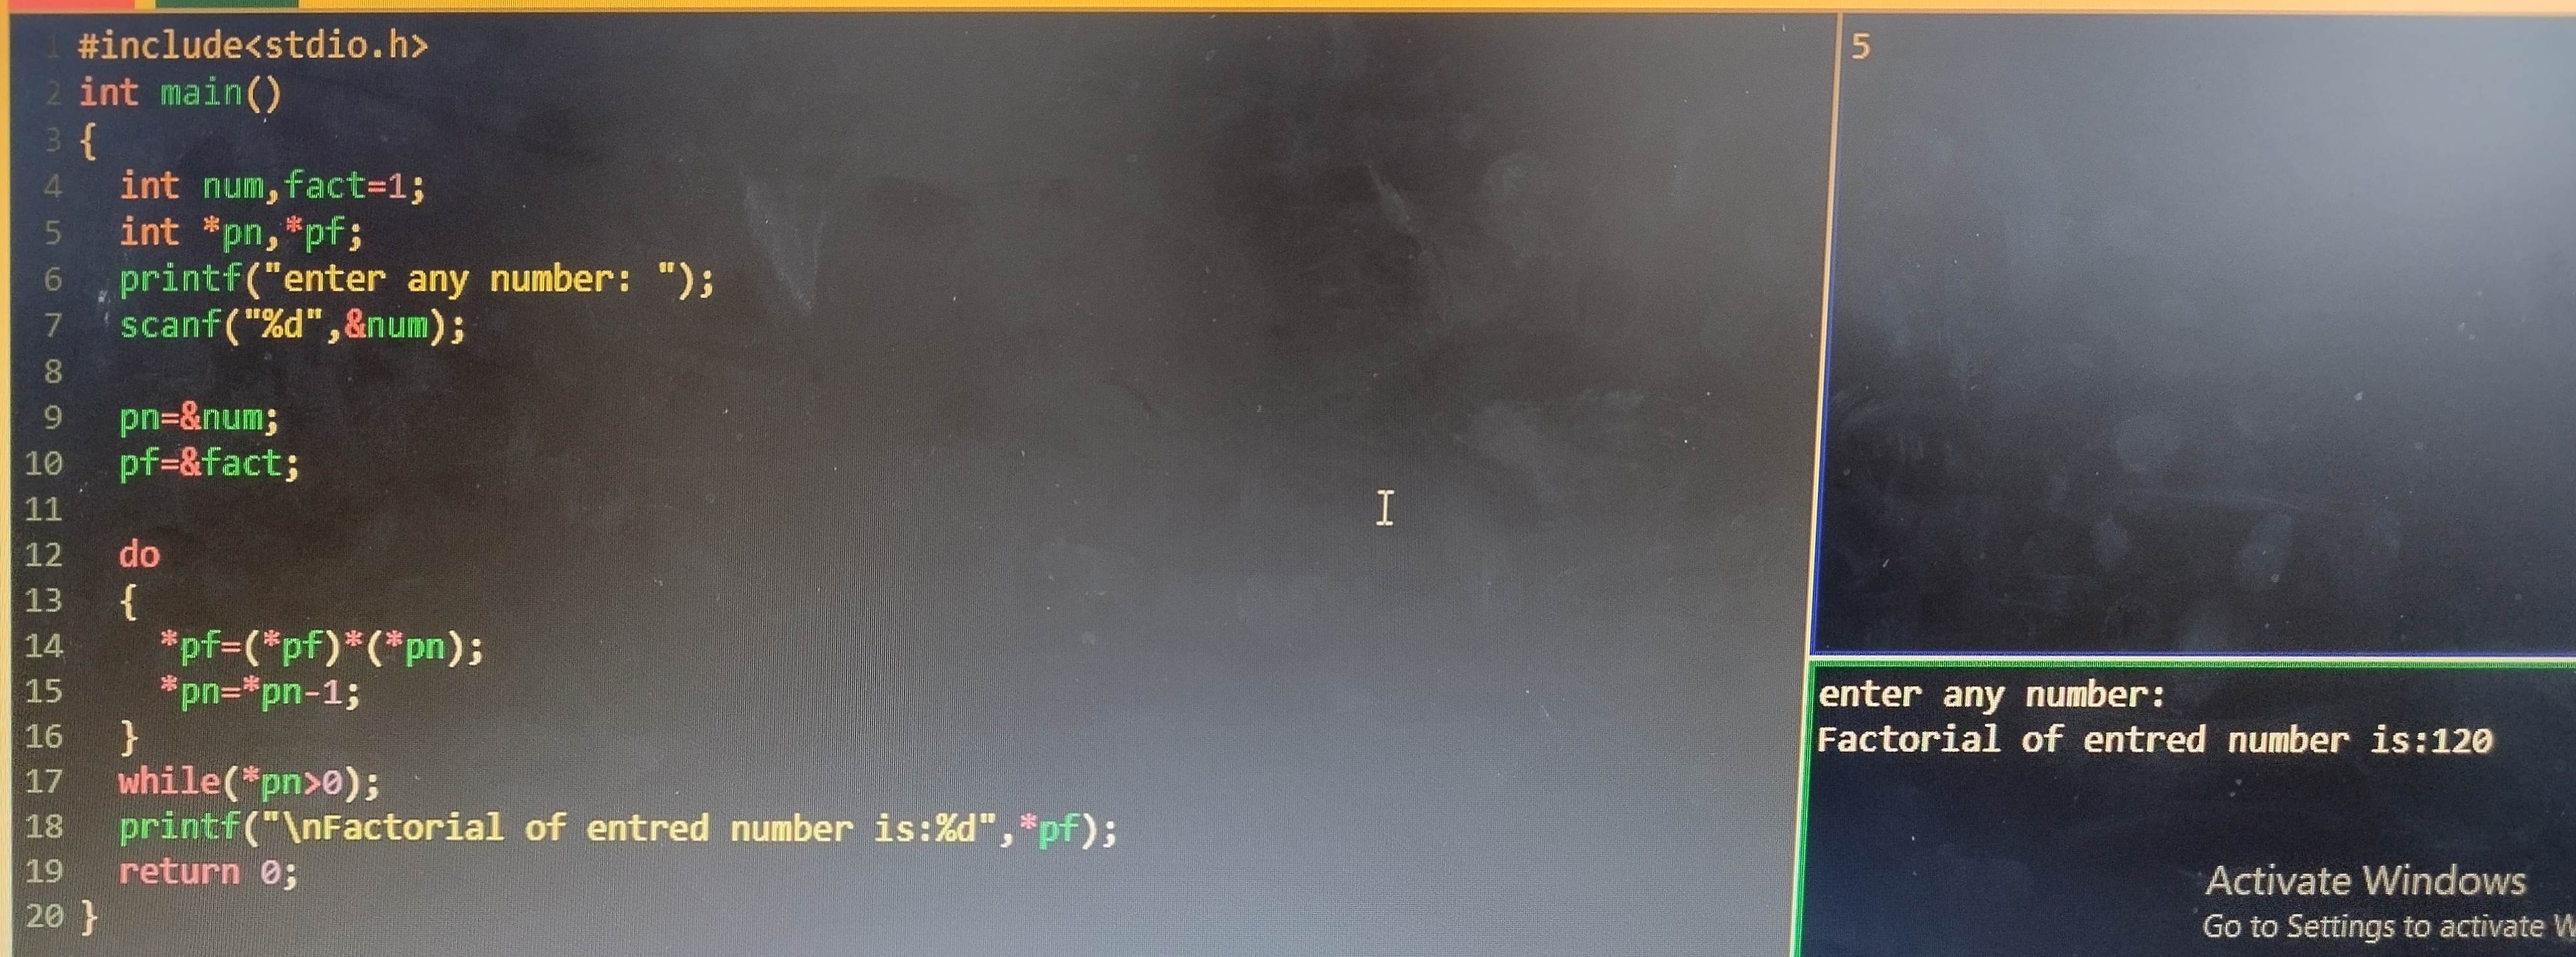 1 #include<stdio.h>
2 int main()
3 {
4 int num,fact=1;
5 int *pn,*pf;
6 printf("enter any number: ");
7 scanf("%d",&num);
8
9 pn=&num;
10 pf=&fact;
11
12 do
13 {
14 *pf=(*pf)*(*pn);
15 *pn=*pn-1;
16 }
17 while(*pn>0);
18 printf("\nFactorial of entred number is:%d",*pf);
19 return 0;
20 }
5
enter any number:
Factorial of entred number is:120
Activate Windows
Go to Settings to activate W